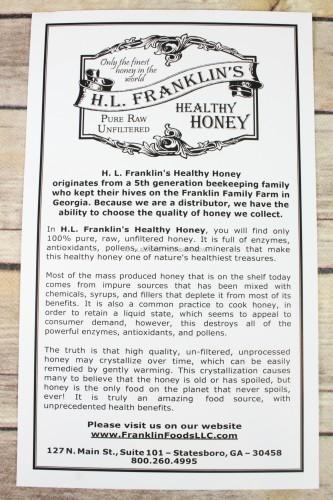 Only the finest
honey in the
world
H.L. FRANKLIN'S
PURE RAW
UNFILTERED
HEALTHY
HONEY
H. L. Franklin's Healthy Honey
originates from a 5th generation beekeeping family
who kept their hives on the Franklin Family Farm in
Georgia. Because we are a distributor, we have the
ability to choose the quality of honey we collect.
In H.L. Franklin's Healthy Honey, you will find only
100% pure, raw, unfiltered honey. It is full of enzymes,
antioxidants, pollens, vitamins and minerals that make
this healthy honey one of nature's healthiest treasures.
Most of the mass produced honey that is on the shelf today
comes from impure sources that has been mixed with
chemicals, syrups, and fillers that deplete it from most of its
benefits. It is also a common practice to cook honey, in
order to retain a liquid state, which seems to appeal to
consumer demand, however, this destroys all of the
powerful enzymes, antioxidants, and pollens.
The truth is that high quality, un-filtered, unprocessed
honey may crystallize over time, which can be easily
remedied by gently warming. This crystallization causes
many to believe that the honey is old or has spoiled, but
honey is the only food on the planet that never spoils,
ever! It is truly an amazing food source, with
unprecedented health benefits.
Please visit us on our website
www.FranklinFoodsLLC.com
127 N. Main St., Suite 101 – Statesboro, GA – 30458
800.260.4995